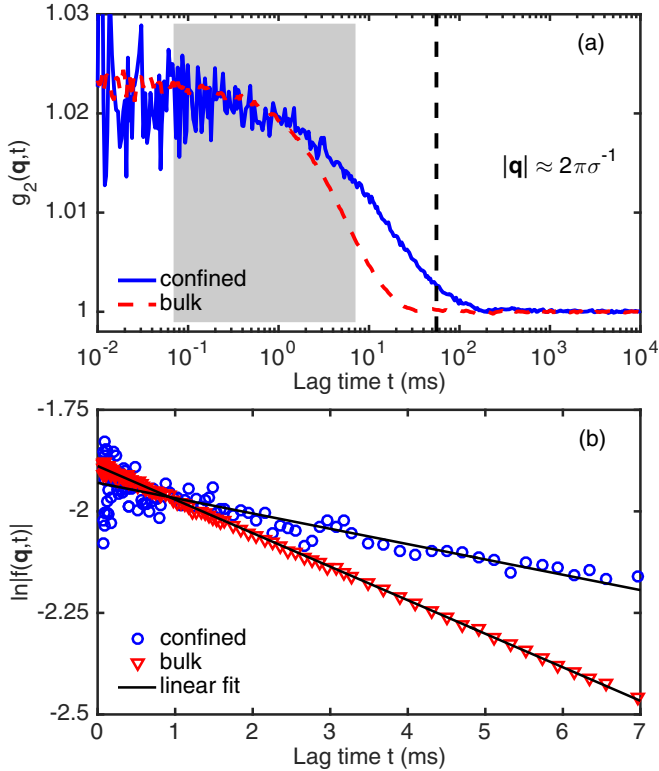 1.03
(a)
1.02
g₂(q,t)
|q| ≈ 2πσ⁻¹
1.01
confined
bulk
1
10⁻² 10⁻¹ 10⁰ 10¹ 10² 10³ 10⁴
Lag time t (ms)
-1.75
(b)
-2
ln|f(q,t)|
-2.25
confined
bulk
linear fit
-2.5
0 1 2 3 4 5 6 7
Lag time t (ms)